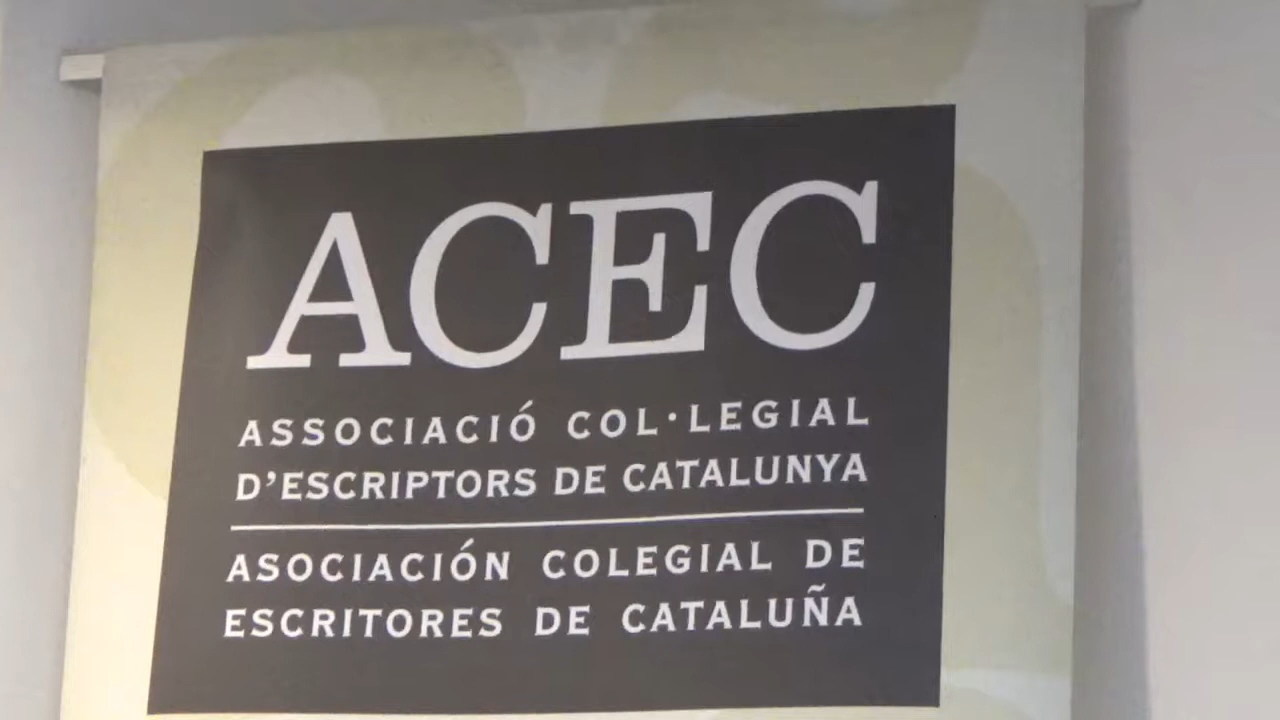 ACEC
ASSOCIACIÓ COL·LEGIAL
D'ESCRIPTORS DE CATALUNYA
ASOCIACIÓN COLEGIAL DE
ESCRITORES DE CATALUÑA